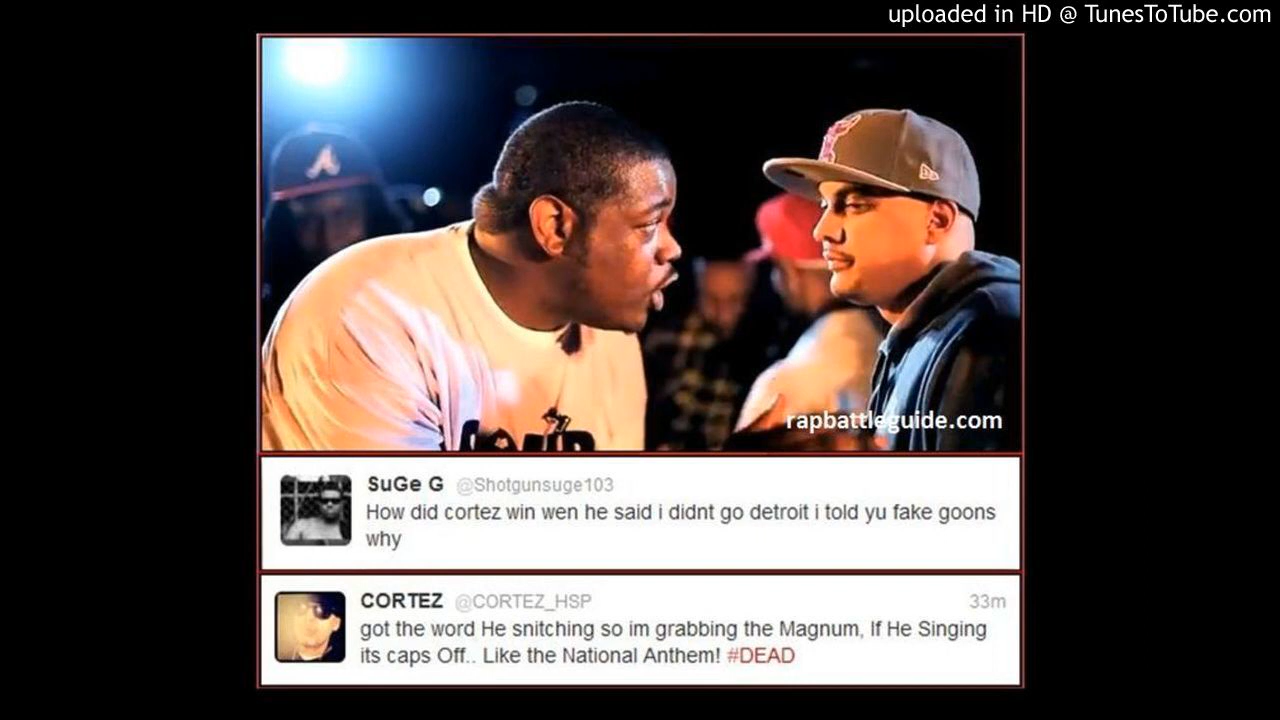 uploaded in HD @ TunesToTube.com
rapbattleguide.com
SuGe G @Shotgunsuge103
How did cortez win wen he said i didnt go detroit i told yu fake goons
why
CORTEZ @CORTEZ_HSP 33m
got the word He snitching so im grabbing the Magnum, If He Singing
its caps Off.. Like the National Anthem! #DEAD